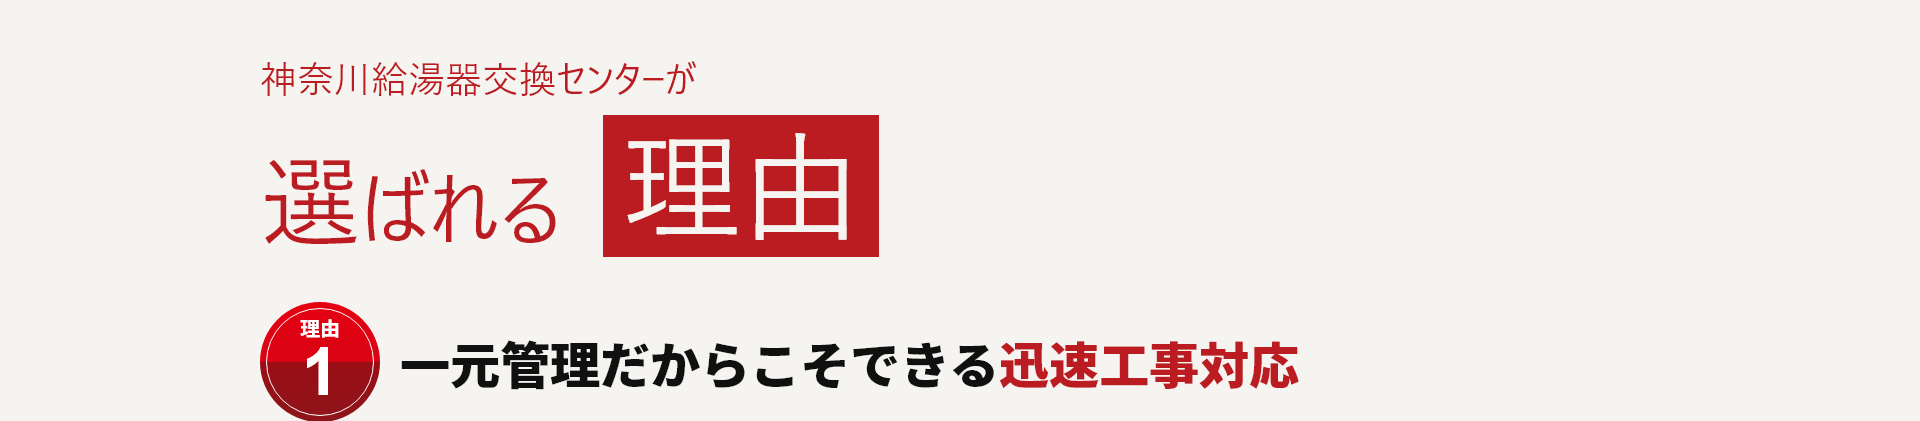 神奈川給湯器交換センターが
選ばれる 理由
理由
1
一元管理だからこそできる迅速工事対応